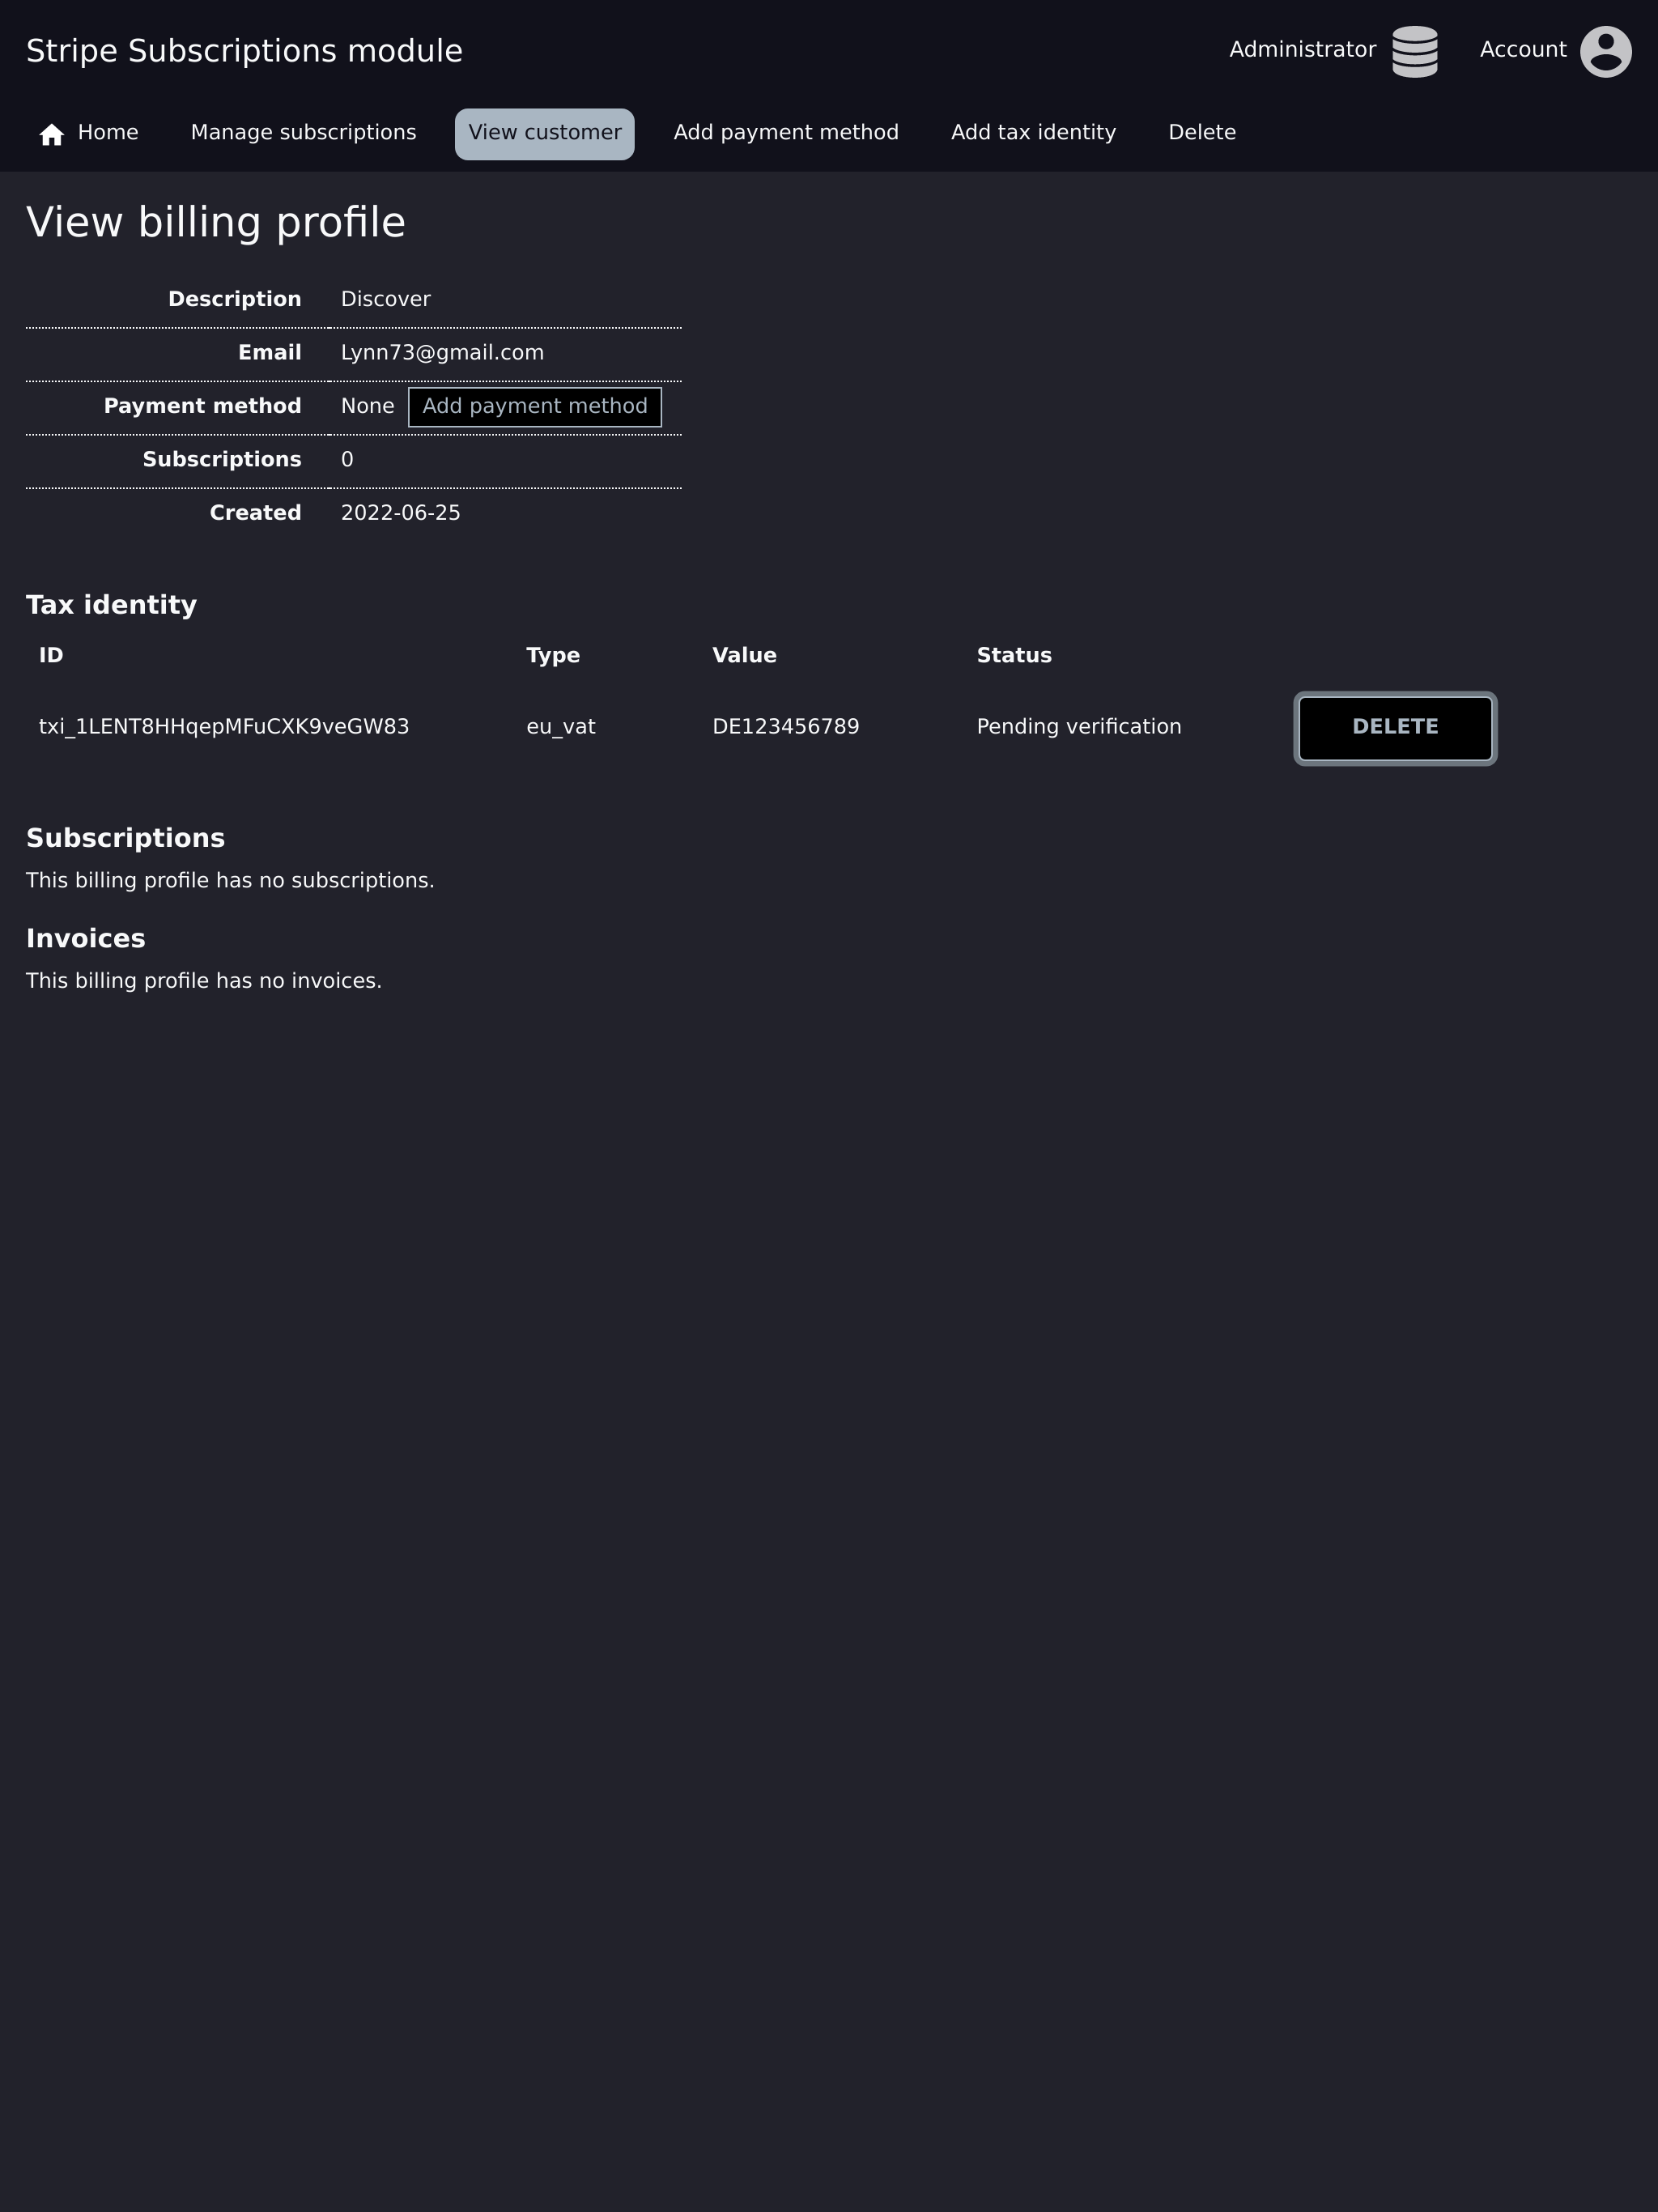 Stripe Subscriptions module
Administrator
Account
Home
Manage subscriptions
View customer
Add payment method
Add tax identity
Delete
View billing profile
Description Discover
Email Lynn73@gmail.com
Payment method None Add payment method
Subscriptions 0
Created 2022-06-25
Tax identity
ID Type Value Status
txi_1LENT8HHqepMFuCXK9veGW83 eu_vat DE123456789 Pending verification DELETE
Subscriptions
This billing profile has no subscriptions.
Invoices
This billing profile has no invoices.